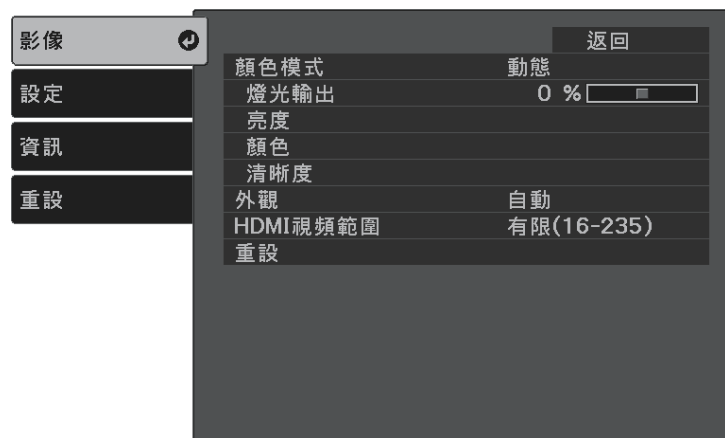 影像
設定
資訊
重設
返回
顏色模式 動態
燈光輸出 0 %
亮度
顏色
清晰度
外觀 自動
HDMI視頻範圍 有限(16-235)
重設